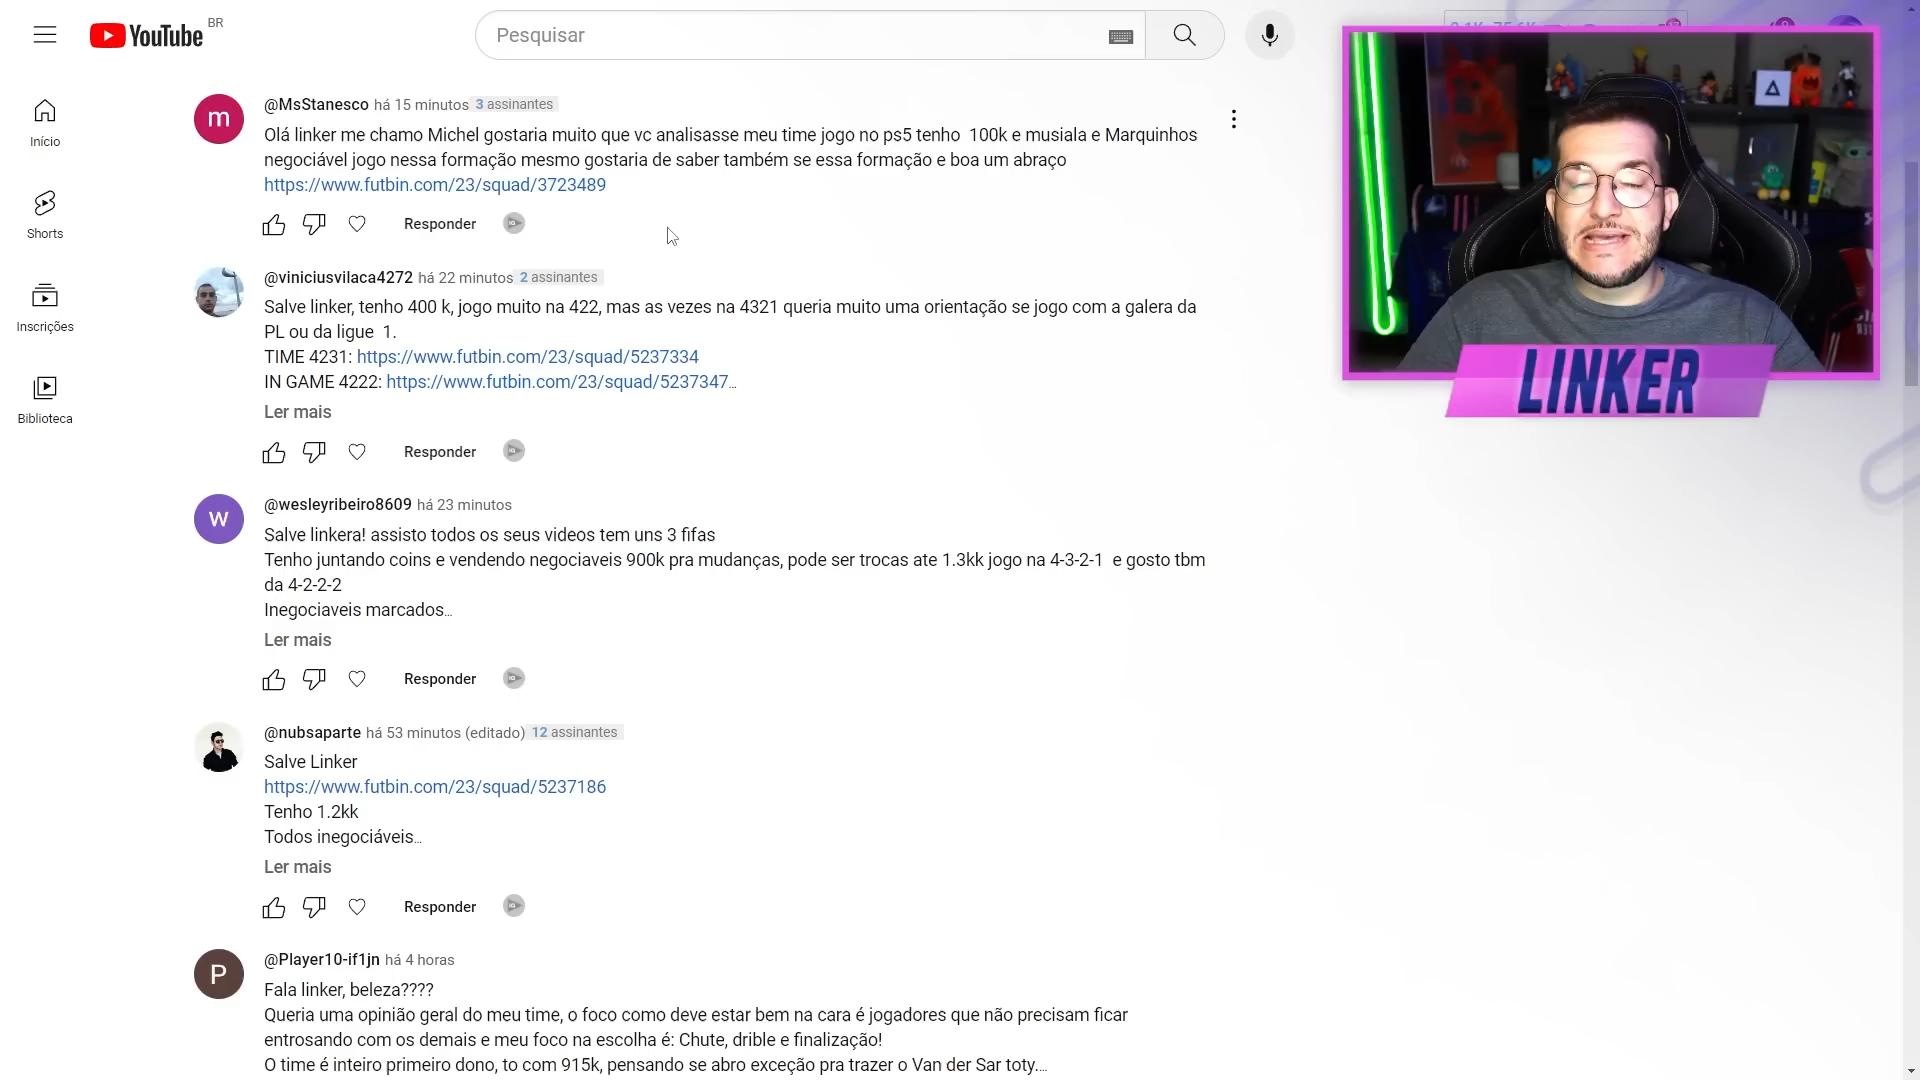 YouTube BR
Pesquisar
Início
Shorts
Inscrições
Biblioteca
m
@MsStanesco há 15 minutos 3 assinantes
Olá linker me chamo Michel gostaria muito que vc analisasse meu time jogo no ps5 tenho 100k e musiala e Marquinhos
negociável jogo nessa formação mesmo gostaria de saber também se essa formação e boa um abraço
https://www.futbin.com/23/squad/3723489
Responder
@viniciusvilaca4272 há 22 minutos 2 assinantes
Salve linker, tenho 400 k, jogo muito na 422, mas as vezes na 4321 queria muito uma orientação se jogo com a galera da
PL ou da ligue 1.
TIME 4231: https://www.futbin.com/23/squad/5237334
IN GAME 4222: https://www.futbin.com/23/squad/5237347...
Ler mais
Responder
W
@wesleyribeiro8609 há 23 minutos
Salve linkera! assisto todos os seus videos tem uns 3 fifas
Tenho juntando coins e vendendo negociaveis 900k pra mudanças, pode ser trocas ate 1.3kk jogo na 4-3-2-1 e gosto tbm
da 4-2-2-2
Inegociaveis marcados...
Ler mais
Responder
@nubsaparte há 53 minutos (editado) 12 assinantes
Salve Linker
https://www.futbin.com/23/squad/5237186
Tenho 1.2kk
Todos inegociáveis...
Ler mais
Responder
P
@Player10-if1jn há 4 horas
Fala linker, beleza????
Queria uma opinião geral do meu time, o foco como deve estar bem na cara é jogadores que não precisam ficar
entrosando com os demais e meu foco na escolha é: Chute, drible e finalização!
O time é inteiro primeiro dono, to com 915k, pensando se abro exceção pra trazer o Van der Sar toty....
LINKER